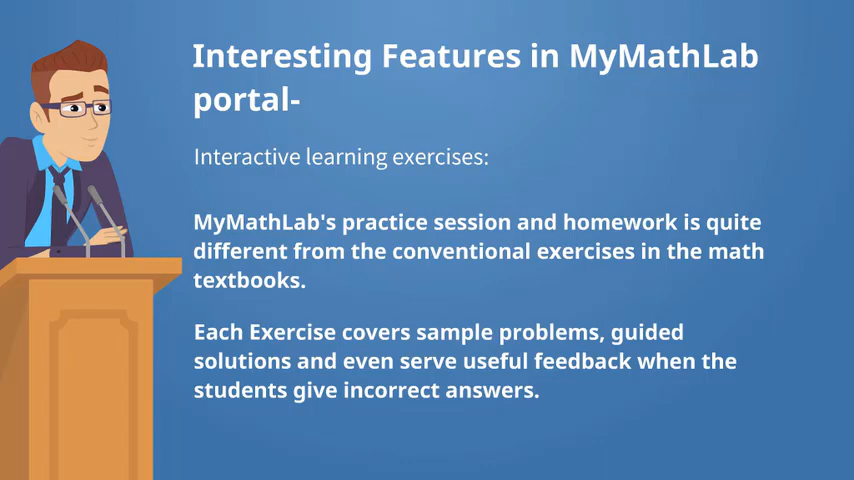 Interesting Features in MyMathLab
portal-
Interactive learning exercises:
MyMathLab's practice session and homework is quite
different from the conventional exercises in the math
textbooks.
Each Exercise covers sample problems, guided
solutions and even serve useful feedback when the
students give incorrect answers.